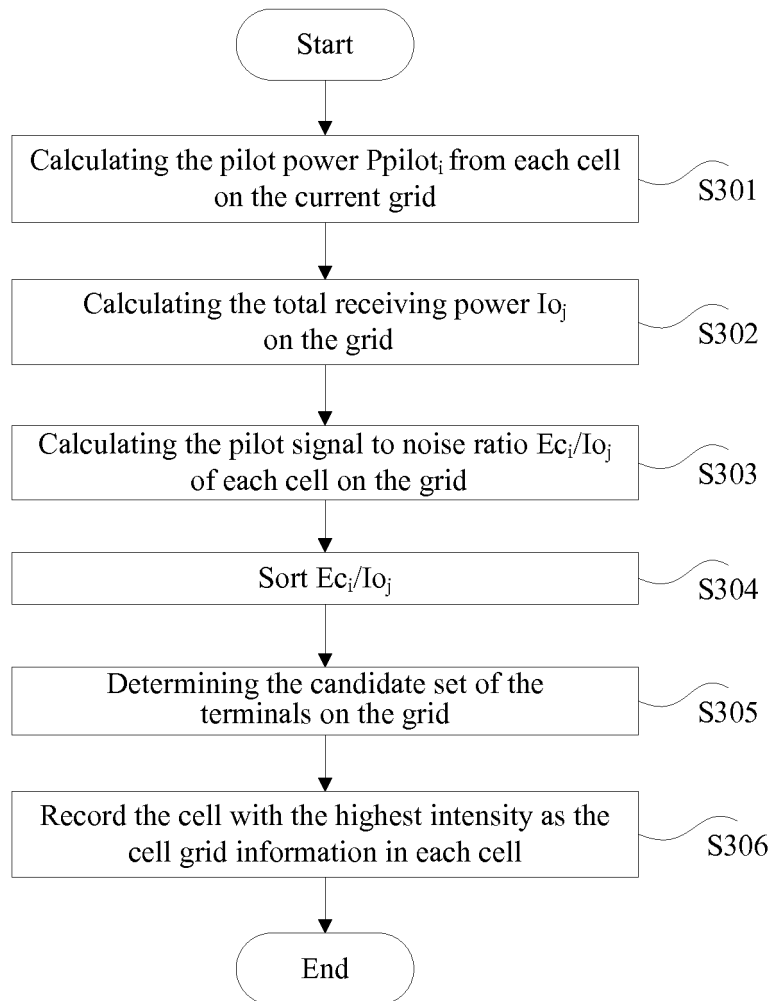 Start
Calculating the pilot power Ppilotᵢ from each cell
on the current grid
S301
Calculating the total receiving power Ioⱼ
on the grid
S302
Calculating the pilot signal to noise ratio Ecᵢ/Ioⱼ
of each cell on the grid
S303
Sort Ecᵢ/Ioⱼ
S304
Determining the candidate set of the
terminals on the grid
S305
Record the cell with the highest intensity as the
cell grid information in each cell
S306
End